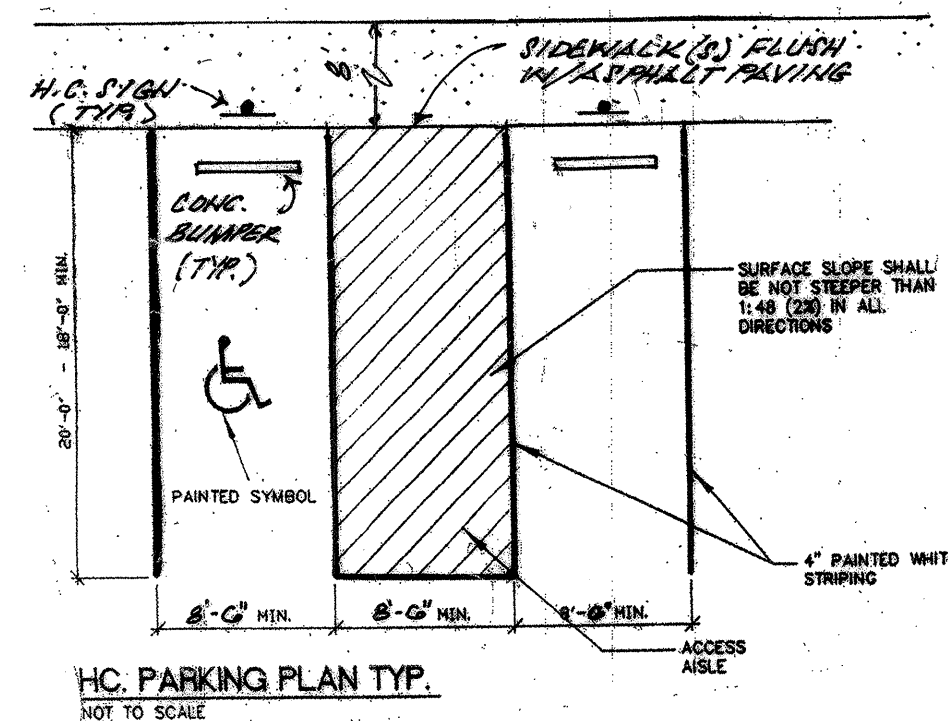 SIDEWALK(S) FLUSH
W/ASPHALT PAVING
H.C. SIGN
(TYP.)
CONC.
BUMPER
(TYP.)
20'-0" - 18'-0" MIN.
SURFACE SLOPE SHALL
BE NOT STEEPER THAN
1:48 (2%) IN ALL
DIRECTIONS
PAINTED SYMBOL
4" PAINTED WHIT
STRIPING
8'-6" MIN.
8'-6" MIN.
8'-6" MIN.
ACCESS
AISLE
HC. PARKING PLAN TYP.
NOT TO SCALE